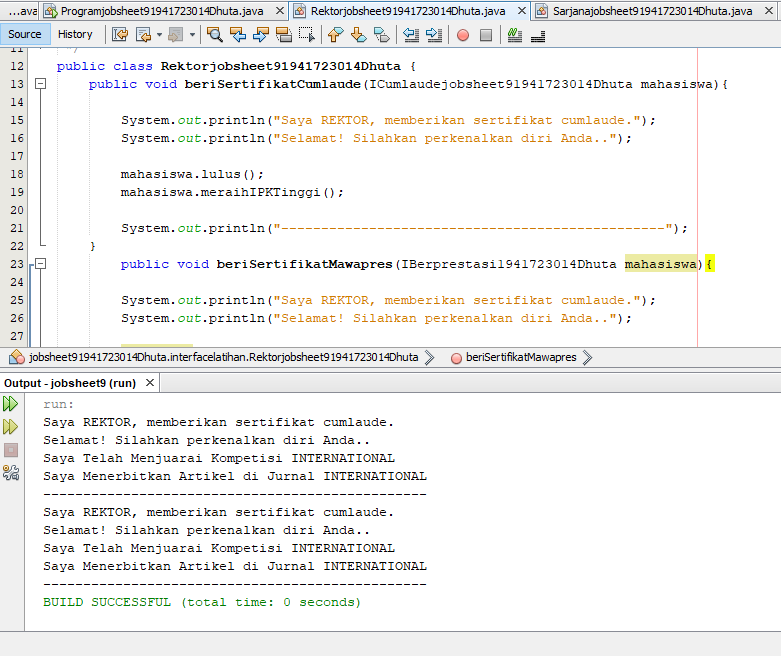 ...ava Programjobsheet91941723014Dhuta.java Rektorjobsheet91941723014Dhuta.java Sarjanajobsheet91941723014Dhuta.java
Source History
11 */
12 public class Rektorjobsheet91941723014Dhuta {
13 public void beriSertifikatCumlaude(ICumlaudejobsheet91941723014Dhuta mahasiswa){
14
15 System.out.println("Saya REKTOR, memberikan sertifikat cumlaude.");
16 System.out.println("Selamat! Silahkan perkenalkan diri Anda..");
17
18 mahasiswa.lulus();
19 mahasiswa.meraihIPKTinggi();
20
21 System.out.println("------------------------------------------------");
22 }
23 public void beriSertifikatMawapres(IBerprestasi1941723014Dhuta mahasiswa){
24
25 System.out.println("Saya REKTOR, memberikan sertifikat cumlaude.");
26 System.out.println("Selamat! Silahkan perkenalkan diri Anda..");
27
jobsheet91941723014Dhuta.interfacelatihan.Rektorjobsheet91941723014Dhuta beriSertifikatMawapres
Output - jobsheet9 (run)
run:
Saya REKTOR, memberikan sertifikat cumlaude.
Selamat! Silahkan perkenalkan diri Anda..
Saya Telah Menjuarai Kompetisi INTERNATIONAL
Saya Menerbitkan Artikel di Jurnal INTERNATIONAL
------------------------------------------------
Saya REKTOR, memberikan sertifikat cumlaude.
Selamat! Silahkan perkenalkan diri Anda..
Saya Telah Menjuarai Kompetisi INTERNATIONAL
Saya Menerbitkan Artikel di Jurnal INTERNATIONAL
------------------------------------------------
BUILD SUCCESSFUL (total time: 0 seconds)